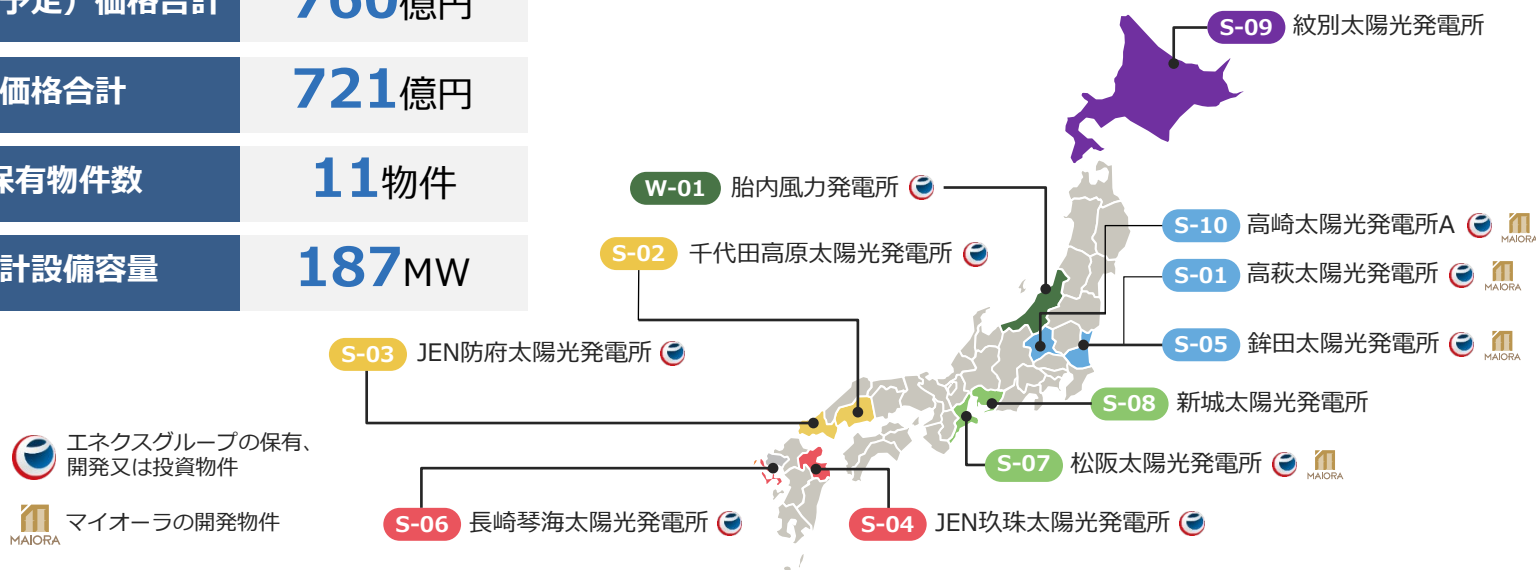 予定）価格合計
760億円
価格合計
721億円
保有物件数
11物件
計設備容量
187MW
S-09 紋別太陽光発電所
W-01 胎内風力発電所
S-10 高崎太陽光発電所A MAIORA
S-02 千代田高原太陽光発電所
S-01 高萩太陽光発電所 MAIORA
S-03 JEN防府太陽光発電所
S-05 鉾田太陽光発電所 MAIORA
S-08 新城太陽光発電所
エネクスグループの保有、
開発又は投資物件
S-07 松阪太陽光発電所 MAIORA
MAIORA マイオーラの開発物件
S-06 長崎琴海太陽光発電所
S-04 JEN玖珠太陽光発電所